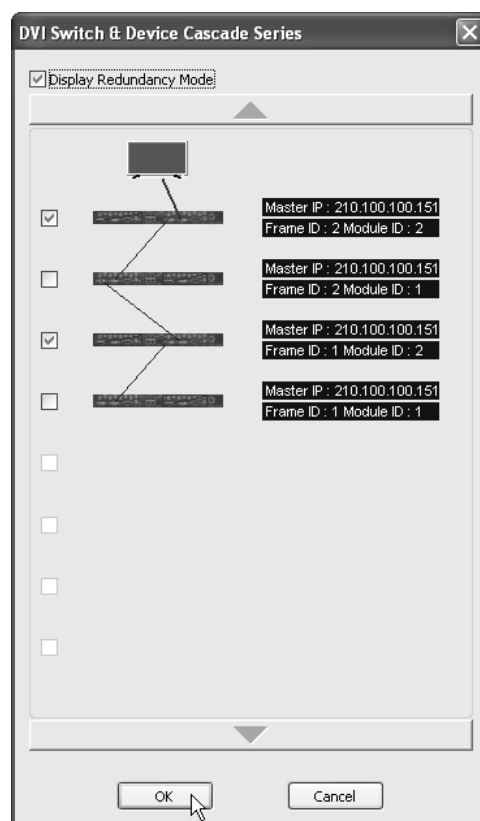 DVI Switch & Device Cascade Series
Display Redundancy Mode
Master IP : 210.100.100.151
Frame ID : 2 Module ID : 2
Master IP : 210.100.100.151
Frame ID : 2 Module ID : 1
Master IP : 210.100.100.151
Frame ID : 1 Module ID : 2
Master IP : 210.100.100.151
Frame ID : 1 Module ID : 1
OK
Cancel